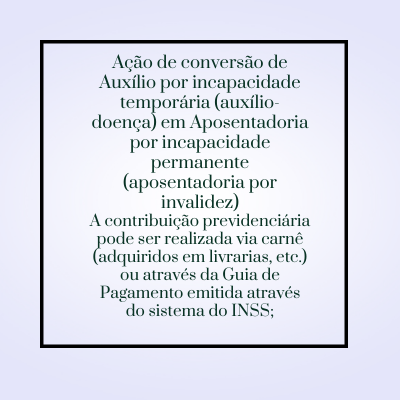 Ação de conversão de
Auxílio por incapacidade
temporária (auxílio-
doença) em Aposentadoria
por incapacidade
permanente
(aposentadoria por
invalidez)
A contribuição previdenciária
pode ser realizada via carnê
(adquiridos em livrarias, etc.)
ou através da Guia de
Pagamento emitida através
do sistema do INSS;